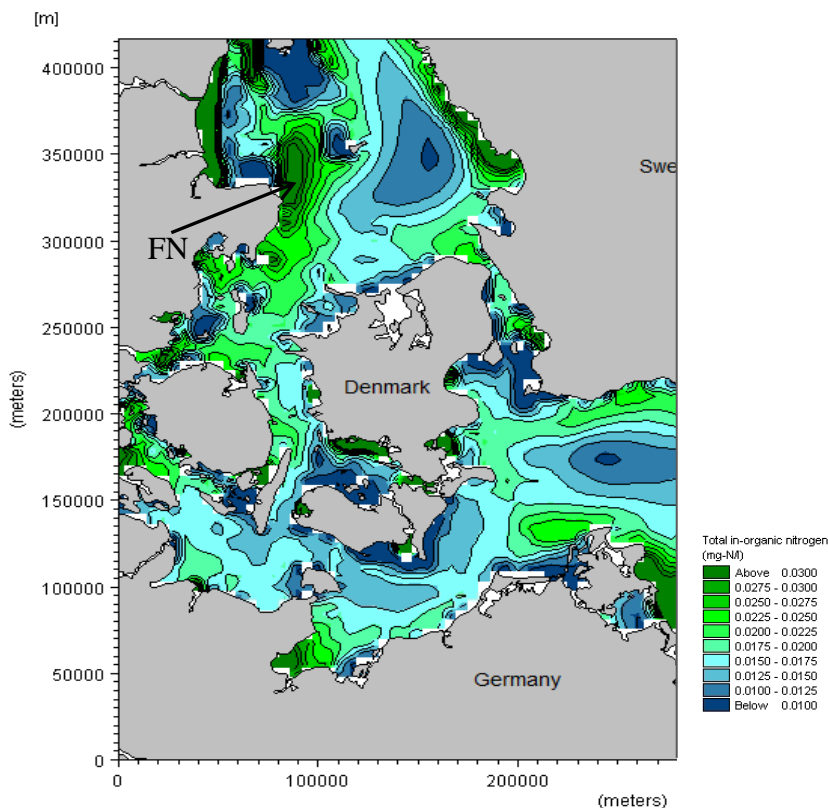 [m]
400000
350000
300000
250000
200000
150000
100000
50000
0
(meters)
0
100000
200000
(meters)
FN
Swe
Denmark
Germany
Total in-organic nitrogen
(mg-N/l)
Above 0.0300
0.0275 - 0.0300
0.0250 - 0.0275
0.0225 - 0.0250
0.0200 - 0.0225
0.0175 - 0.0200
0.0150 - 0.0175
0.0125 - 0.0150
0.0100 - 0.0125
Below 0.0100